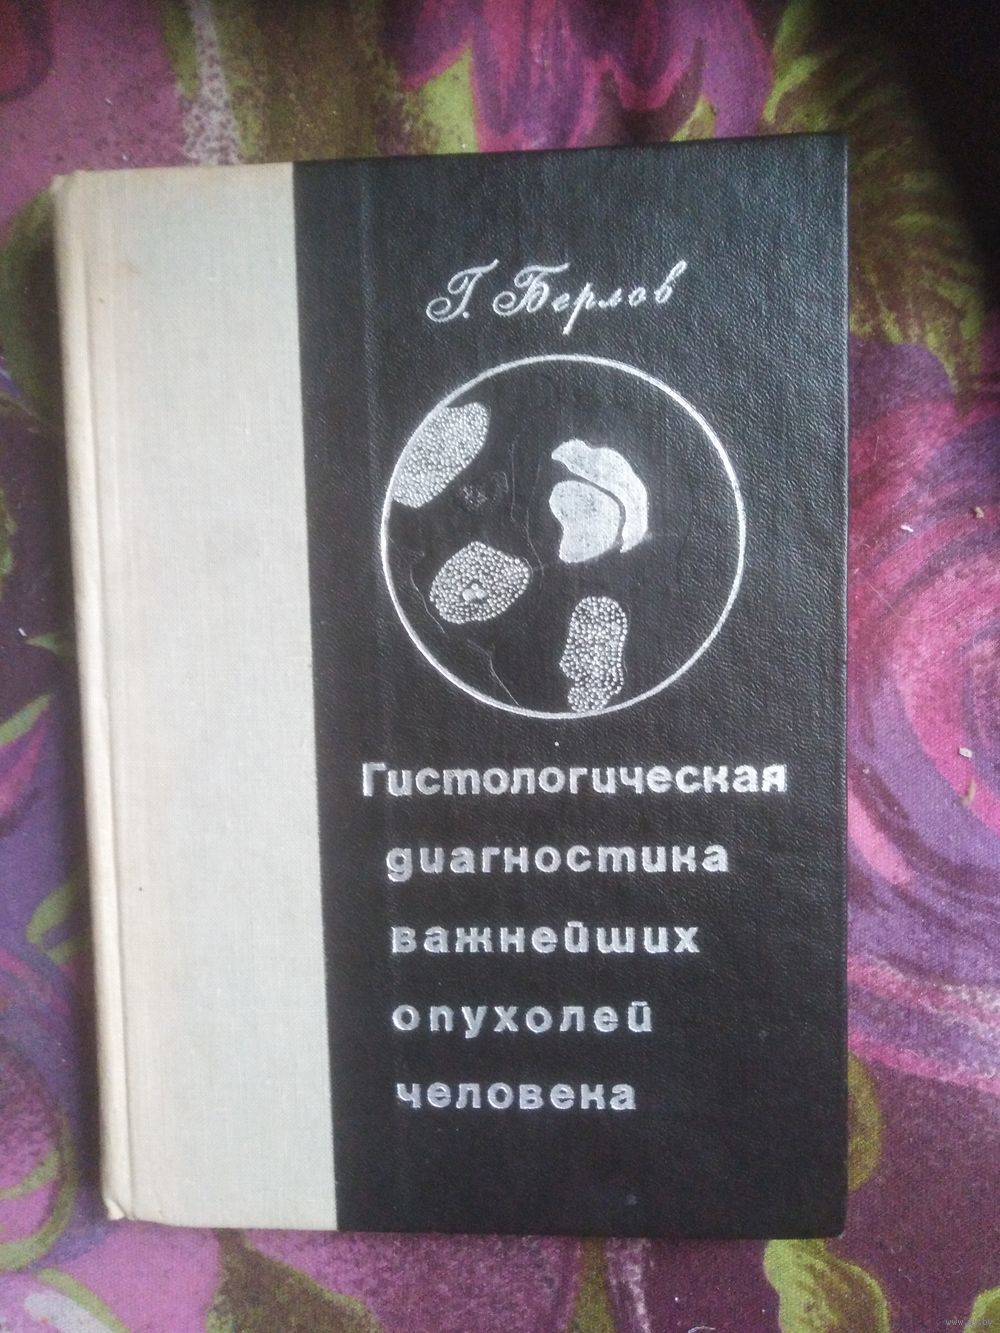 Г. Берлов
Гистологическая
диагностика
важнейших
опухолей
человека